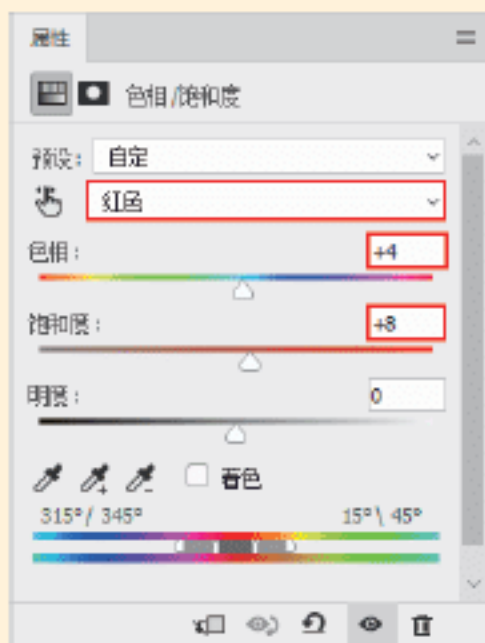 属性
色相/饱和度
预设: 自定
红色
色相: +4
饱和度: +8
明度: 0
着色
315°/ 345° 15°\ 45°